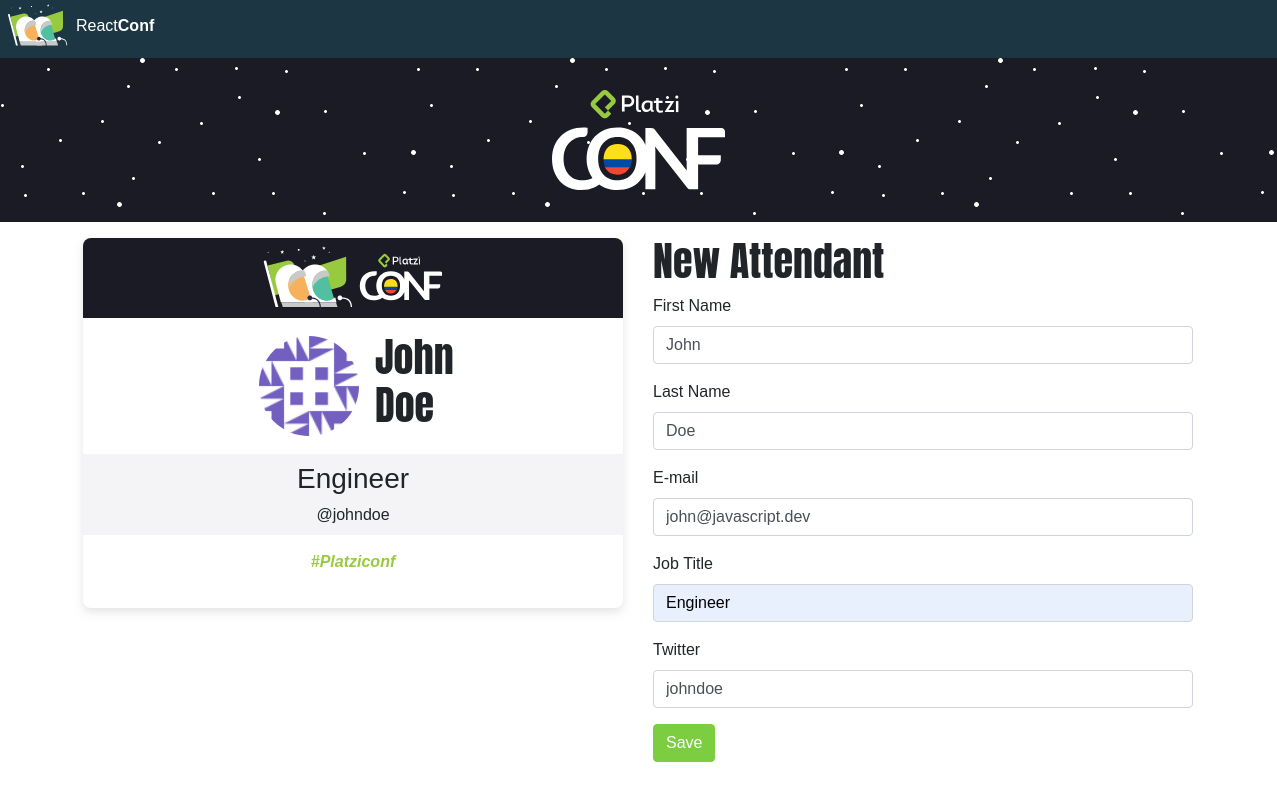 ReactConf
Platzi
CONF
Platzi
CONF
John
Doe
Engineer
@johndoe
#Platziconf
New Attendant
First Name
John
Last Name
Doe
E-mail
john@javascript.dev
Job Title
Engineer
Twitter
johndoe
Save